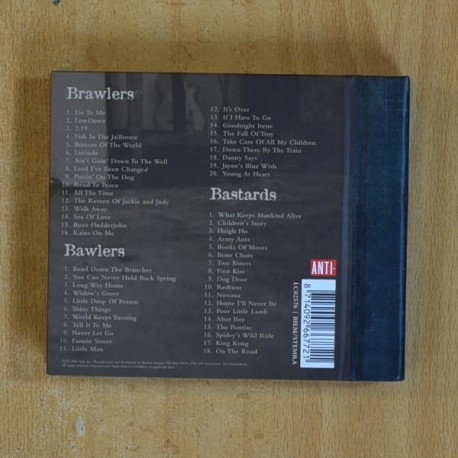 Brawlers
1. Lie To Me
2. LowDown
3. 2:19
4. Fish In The Jailhouse
5. Bottom Of The World
6. Lucinda
7. Ain't Goin' Down To The Well
8. Lord I've Been Changed
9. Puttin' On The Dog
10. Road To Peace
11. All The Time
12. The Return Of Jackie and Judy
13. Walk Away
14. Sea Of Love
15. Buzz Fledderjohn
16. Rains On Me
Bawlers
1. Bend Down The Branches
2. You Can Never Hold Back Spring
3. Long Way Home
4. Widow's Grove
5. Little Drop Of Poison
6. Shiny Things
7. World Keeps Turning
8. Tell It To Me
9. Never Let Go
10. Fannin Street
11. Little Man
12. It's Over
13. If I Have To Go
14. Goodnight Irene
15. The Fall Of Troy
16. Take Care Of All My Children
17. Down There By The Train
18. Danny Says
19. Jayne's Blue Wish
20. Young At Heart
Bastards
1. What Keeps Mankind Alive
2. Children's Story
3. Heigh Ho
4. Army Ants
5. Books Of Moses
6. Bone Chain
7. Two Sisters
8. First Kiss
9. Dog Door
10. Redrum
11. Nirvana
12. Home I'll Never Be
13. Poor Little Lamb
14. Altar Boy
15. The Pontiac
16. Spidey's Wild Ride
17. King Kong
18. On The Road
ANTI-
8 714092 667721
LC02576 | BIEM/STEMRA